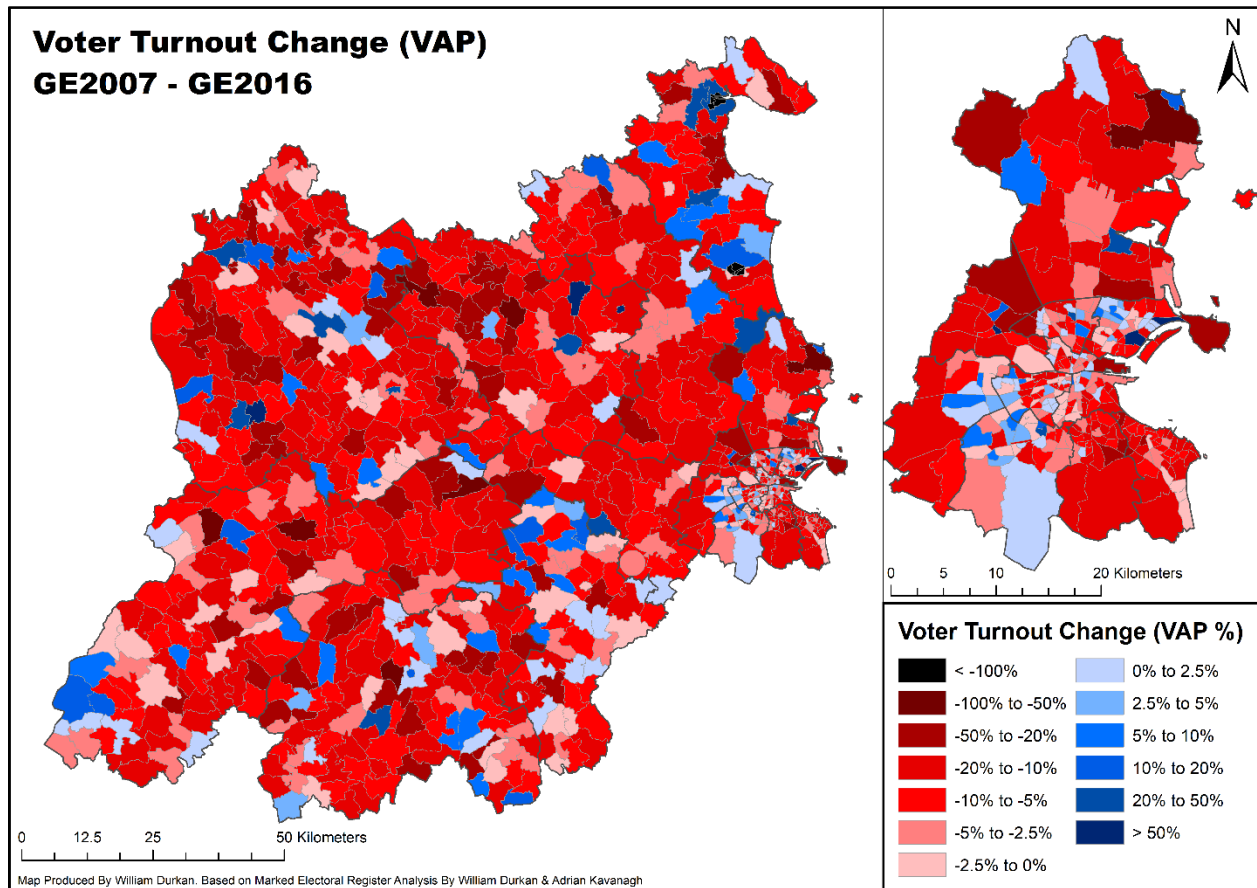 Voter Turnout Change (VAP)
GE2007 - GE2016
N
0 5 10 20 Kilometers
Voter Turnout Change (VAP %)
< -100%
-100% to -50%
-50% to -20%
-20% to -10%
-10% to -5%
-5% to -2.5%
-2.5% to 0%
0% to 2.5%
2.5% to 5%
5% to 10%
10% to 20%
20% to 50%
> 50%
0 12.5 25 50 Kilometers
Map Produced By William Durkan. Based on Marked Electoral Register Analysis By William Durkan & Adrian Kavanagh